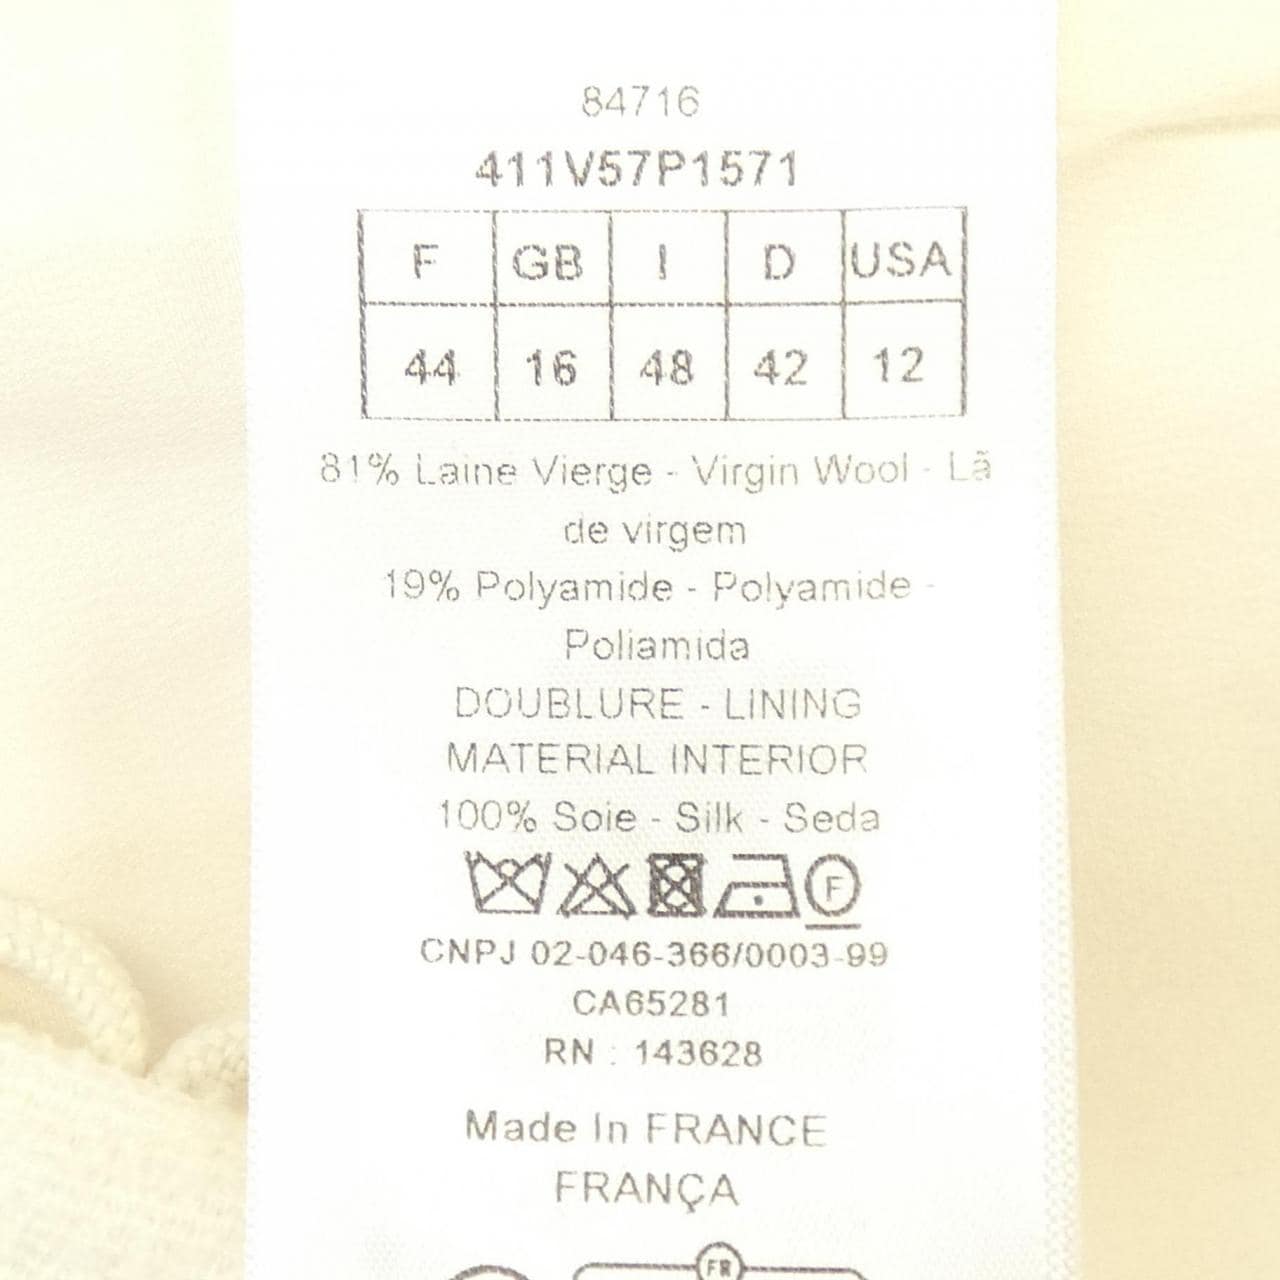 84716
411V57P1571
F GB I D USA
44 16 48 42 12
81% Laine Vierge - Virgin Wool - Lã
de virgem
19% Polyamide - Polyamide -
Poliamida
DOUBLURE - LINING
MATERIAL INTERIOR
100% Soie - Silk - Seda
F
CNPJ 02-046-366/0003-99
CA65281
RN : 143628
Made In FRANCE
FRANÇA
FR